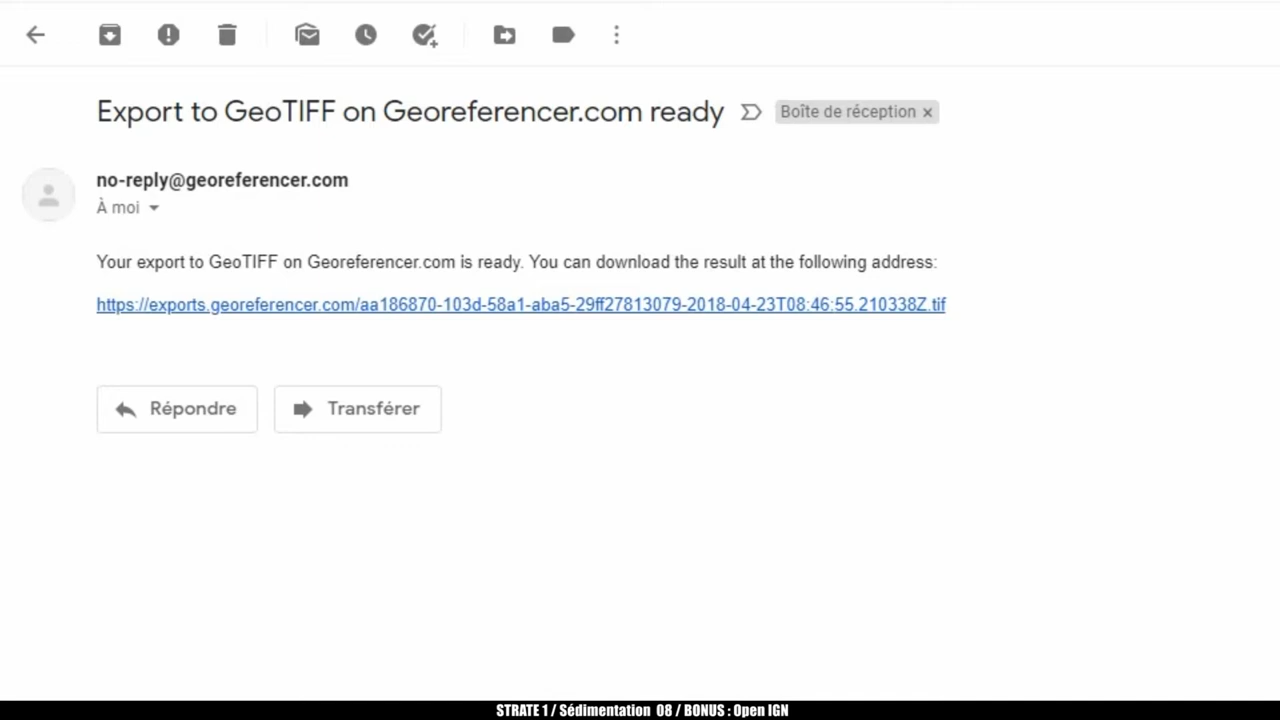 Export to GeoTIFF on Georeferencer.com ready
Boîte de réception x
no-reply@georeferencer.com
À moi
Your export to GeoTIFF on Georeferencer.com is ready. You can download the result at the following address:
https://exports.georeferencer.com/aa186870-103d-58a1-aba5-29ff27813079-2018-04-23T08:46:55.210338Z.tif
Répondre
Transférer
STRATE 1 / Sédimentation 08 / BONUS : Open IGN